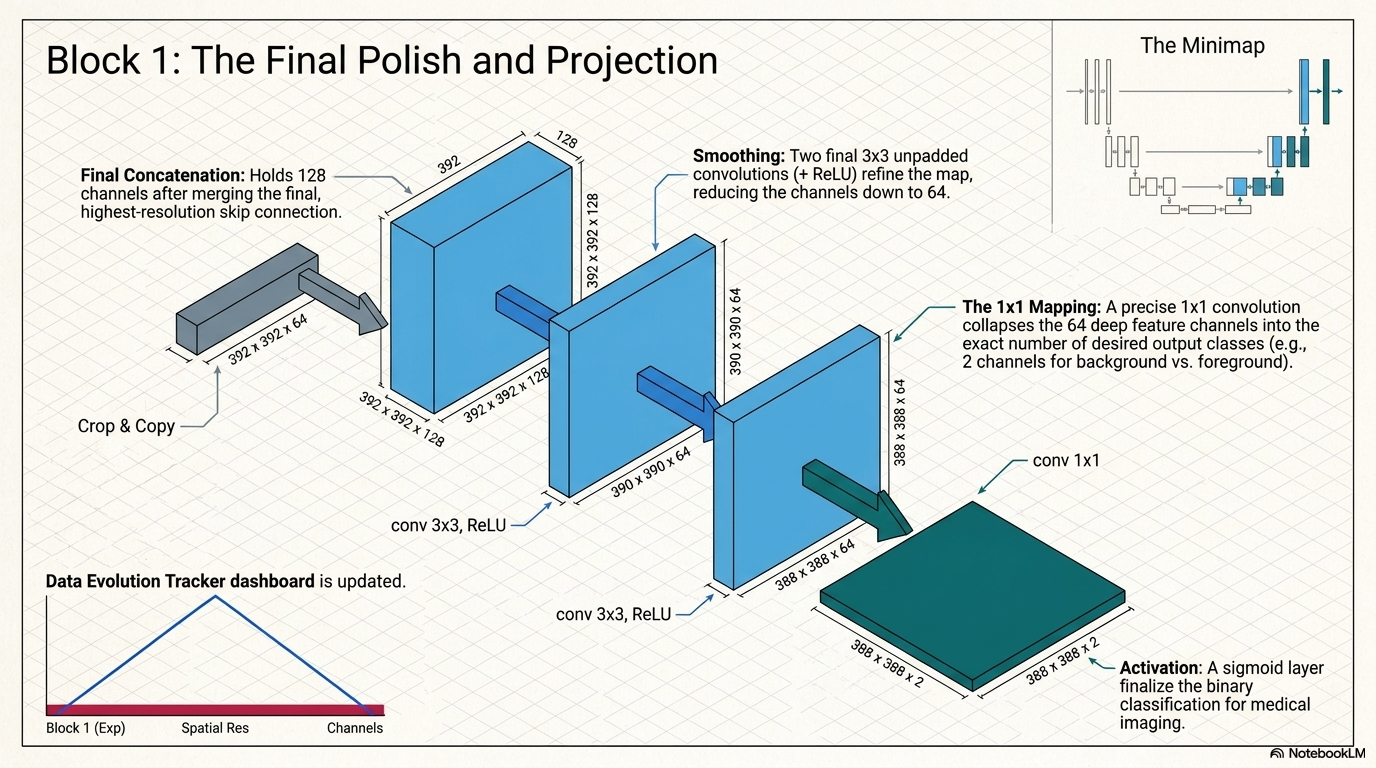 Block 1: The Final Polish and Projection
The Minimap
Final Concatenation: Holds 128
channels after merging the final,
highest-resolution skip connection.
392
128
392 x 392 x 128
Smoothing: Two final 3x3 unpadded
convolutions (+ ReLU) refine the map,
reducing the channels down to 64.
392 x 392 x 64
Crop & Copy
392 x 392 x 128
392 x 392 x 128
390 x 390 x 64
390 x 390 x 64
conv 3x3, ReLU
The 1x1 Mapping: A precise 1x1 convolution
collapses the 64 deep feature channels into the
exact number of desired output classes (e.g.,
2 channels for background vs. foreground).
388 x 388 x 64
388 x 388 x 64
conv 3x3, ReLU
conv 1x1
388 x 388 x 2
388 x 388 x 2
Activation: A sigmoid layer
finalize the binary
classification for medical
imaging.
Data Evolution Tracker dashboard is updated.
Block 1 (Exp)
Spatial Res
Channels
NotebookLM